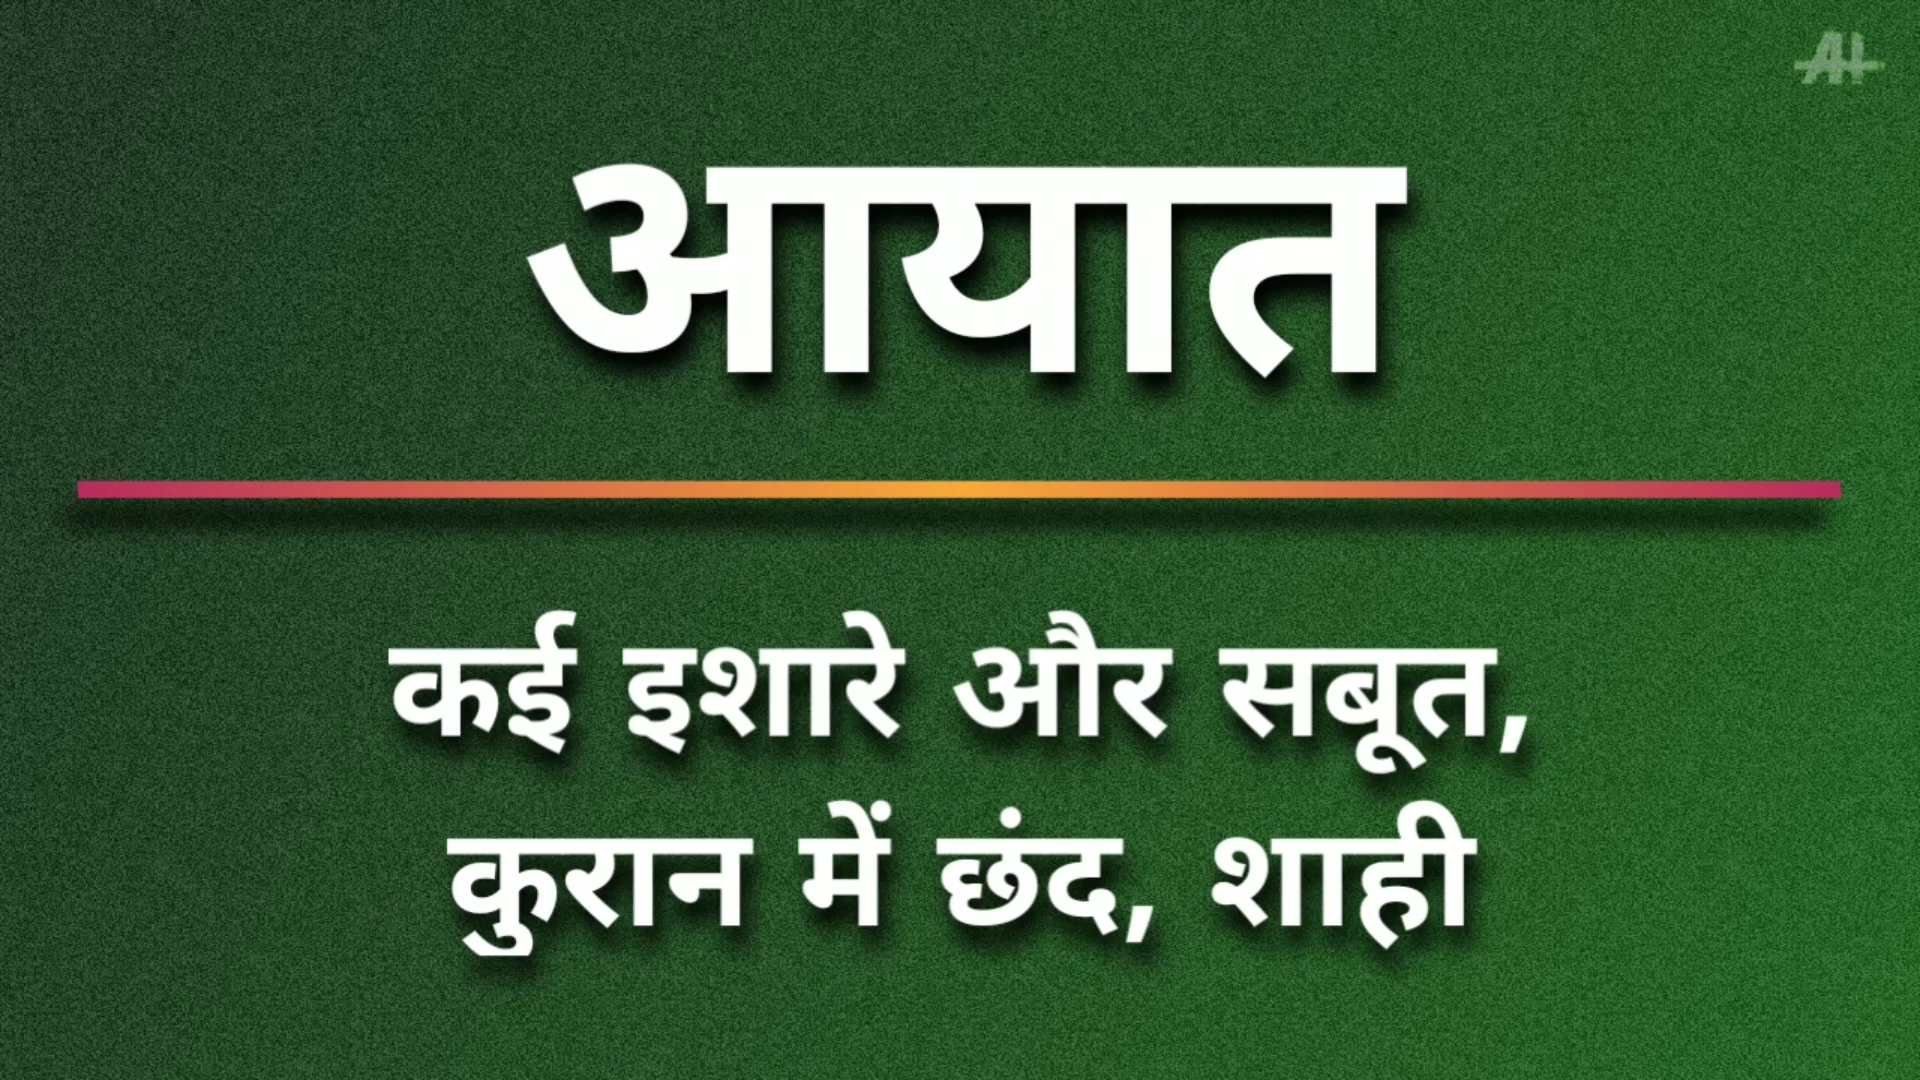 आयात
कई इशारे और सबूत,
कुरान में छंद, शाही